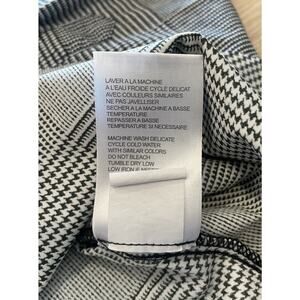 LAVER A LA MACHINE
A L'EAU FROIDE CYCLE DELICAT
AVEC COULEURS SIMILAIRES
NE PAS JAVELLISER
SECHER A LA MACHINE A BASSE
TEMPERATURE
REPASSER A BASSE
TEMPERATURE SI NECESSAIRE
MACHINE WASH DELICATE
CYCLE COLD WATER
WITH SIMILAR COLORS
DO NOT BLEACH
TUMBLE DRY LOW
LOW IRON IF